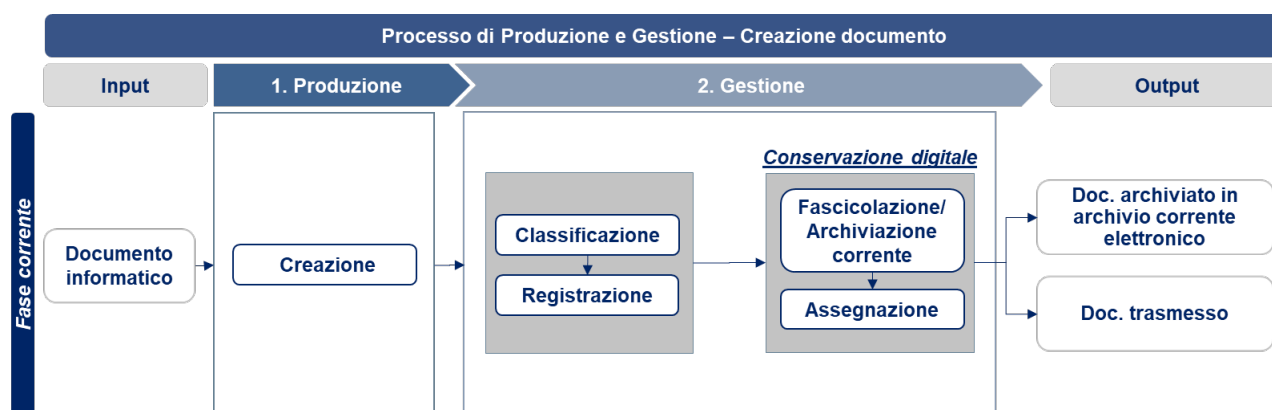 Processo di Produzione e Gestione – Creazione documento
Input
1. Produzione
2. Gestione
Output
Fase corrente
Documento
informatico
Creazione
Classificazione
Registrazione
Conservazione digitale
Fascicolazione/
Archiviazione
corrente
Assegnazione
Doc. archiviato in
archivio corrente
elettronico
Doc. trasmesso